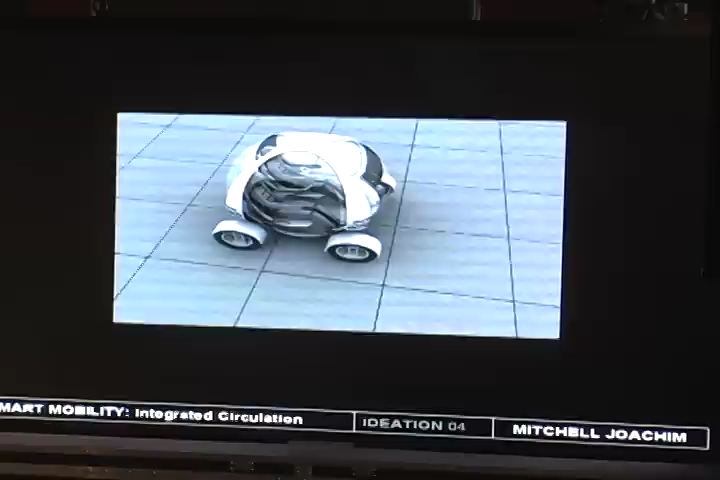 MART MOBILITY: Integrated Circulation
IDEATION 04
MITCHELL JOACHIM